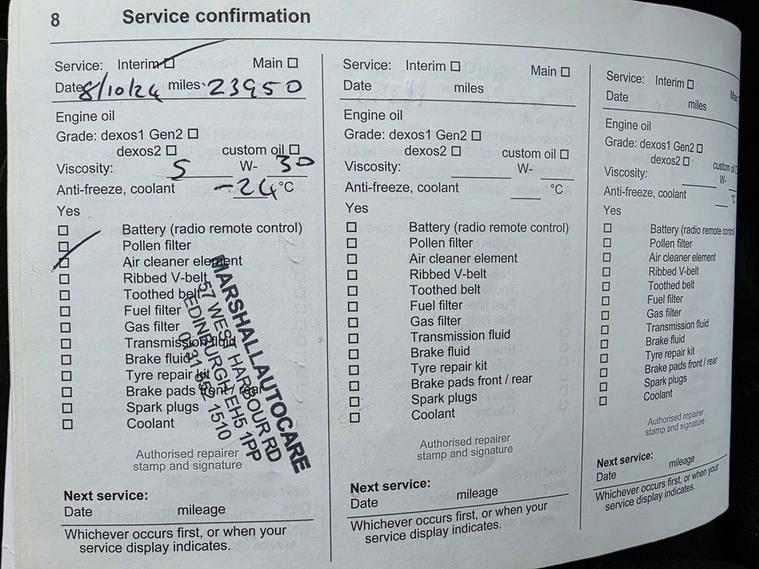 8 Service confirmation
Service: Interim ☐ Main ☐
Date 8/10/24 miles 23950
Engine oil
Grade: dexos1 Gen2 ☐
dexos2 ☐ custom oil ☐
Viscosity: 5 W- 30
Anti-freeze, coolant -24 °C
Yes
☐ Battery (radio remote control)
☐ Pollen filter
☐ Air cleaner element
☐ Ribbed V-belt
☐ Toothed belt
☐ Fuel filter
☐ Gas filter
☐ Transmission fluid
☐ Brake fluid
☐ Tyre repair kit
☐ Brake pads front / rear
☐ Spark plugs
☐ Coolant
MARSHALL AUTOCARE
57 WEST HARBOUR RD
EDINBURGH EH5 1PP
0131 552 1510
Authorised repairer
stamp and signature
Next service:
Date mileage
Whichever occurs first, or when your
service display indicates.
Service: Interim ☐ Main ☐
Date miles
Engine oil
Grade: dexos1 Gen2 ☐
dexos2 ☐ custom oil ☐
Viscosity: W-
Anti-freeze, coolant °C
Yes
☐ Battery (radio remote control)
☐ Pollen filter
☐ Air cleaner element
☐ Ribbed V-belt
☐ Toothed belt
☐ Fuel filter
☐ Gas filter
☐ Transmission fluid
☐ Brake fluid
☐ Tyre repair kit
☐ Brake pads front / rear
☐ Spark plugs
☐ Coolant
Authorised repairer
stamp and signature
Next service:
Date mileage
Whichever occurs first, or when your
service display indicates.
Service: Interim ☐
Date miles
Engine oil
Grade: dexos1 Gen2 ☐
dexos2 ☐ custom oil ☐
Viscosity: W-
Anti-freeze, coolant °C
Yes
☐ Battery (radio remote control)
☐ Pollen filter
☐ Air cleaner element
☐ Ribbed V-belt
☐ Toothed belt
☐ Fuel filter
☐ Gas filter
☐ Transmission fluid
☐ Brake fluid
☐ Tyre repair kit
☐ Brake pads front / rear
☐ Spark plugs
☐ Coolant
Authorised repairer
stamp and signature
Next service:
Date mileage
Whichever occurs first, or when your
service display indicates.